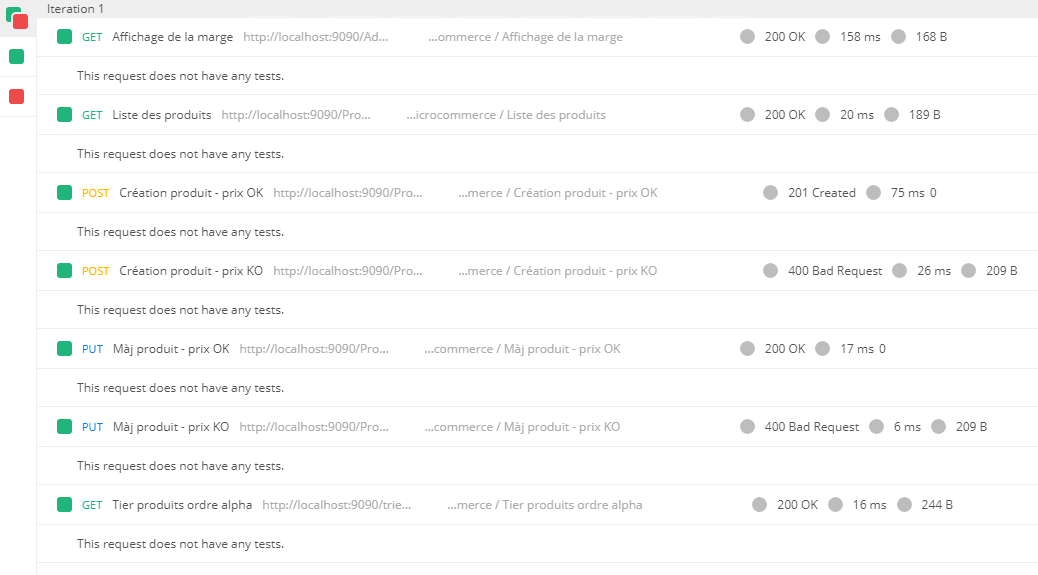 Iteration 1
GET Affichage de la marge http://localhost:9090/Ad... ...ommerce / Affichage de la marge 200 OK 158 ms 168 B
This request does not have any tests.
GET Liste des produits http://localhost:9090/Pro... ...icrocommerce / Liste des produits 200 OK 20 ms 189 B
This request does not have any tests.
POST Création produit - prix OK http://localhost:9090/Pro... ...merce / Création produit - prix OK 201 Created 75 ms 0
This request does not have any tests.
POST Création produit - prix KO http://localhost:9090/Pro... ...merce / Création produit - prix KO 400 Bad Request 26 ms 209 B
This request does not have any tests.
PUT Màj produit - prix OK http://localhost:9090/Pro... ...commerce / Màj produit - prix OK 200 OK 17 ms 0
This request does not have any tests.
PUT Màj produit - prix KO http://localhost:9090/Pro... ...commerce / Màj produit - prix KO 400 Bad Request 6 ms 209 B
This request does not have any tests.
GET Tier produits ordre alpha http://localhost:9090/trie... ...merce / Tier produits ordre alpha 200 OK 16 ms 244 B
This request does not have any tests.